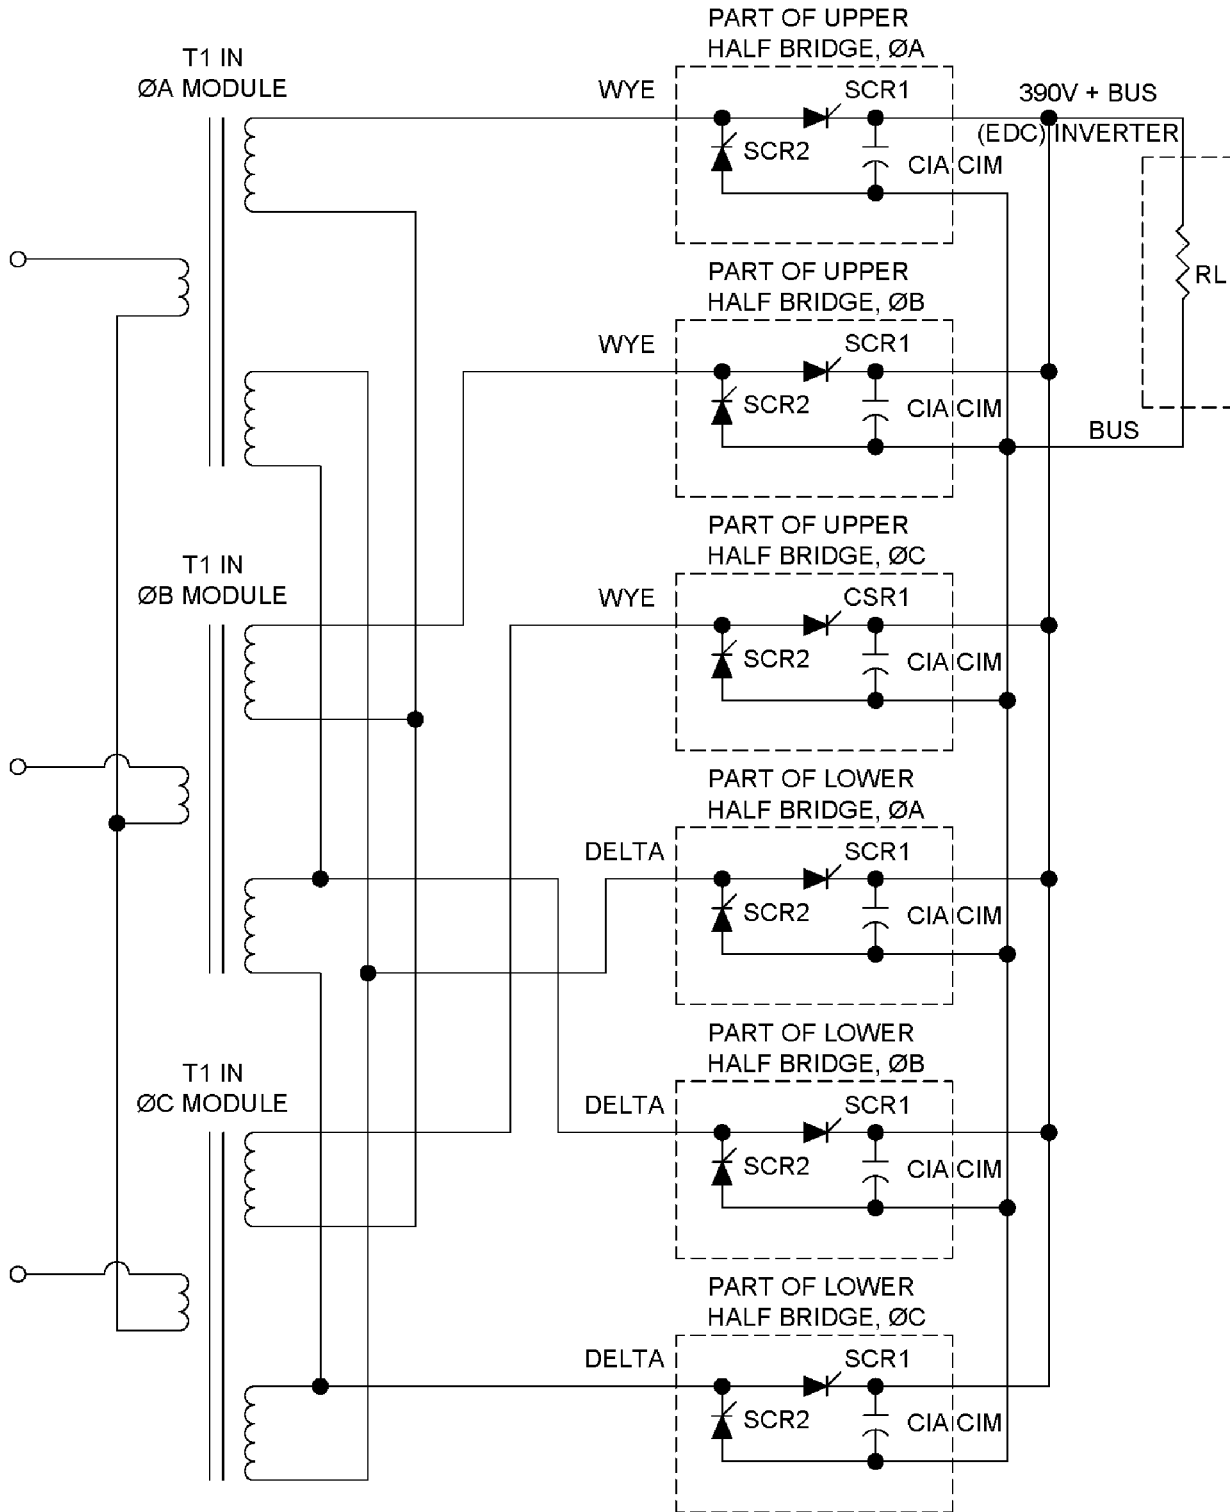 PART OF UPPER
HALF BRIDGE, ØA
T1 IN
ØA MODULE
WYE
SCR1
390V + BUS
(EDC) INVERTER
SCR2
CIA CIM
RL
PART OF UPPER
HALF BRIDGE, ØB
WYE
SCR1
SCR2
CIA CIM
BUS
PART OF UPPER
HALF BRIDGE, ØC
T1 IN
ØB MODULE
WYE
CSR1
SCR2
CIA CIM
PART OF LOWER
HALF BRIDGE, ØA
DELTA
SCR1
SCR2
CIA CIM
PART OF LOWER
HALF BRIDGE, ØB
T1 IN
ØC MODULE
DELTA
SCR1
SCR2
CIA CIM
PART OF LOWER
HALF BRIDGE, ØC
DELTA
SCR1
SCR2
CIA CIM